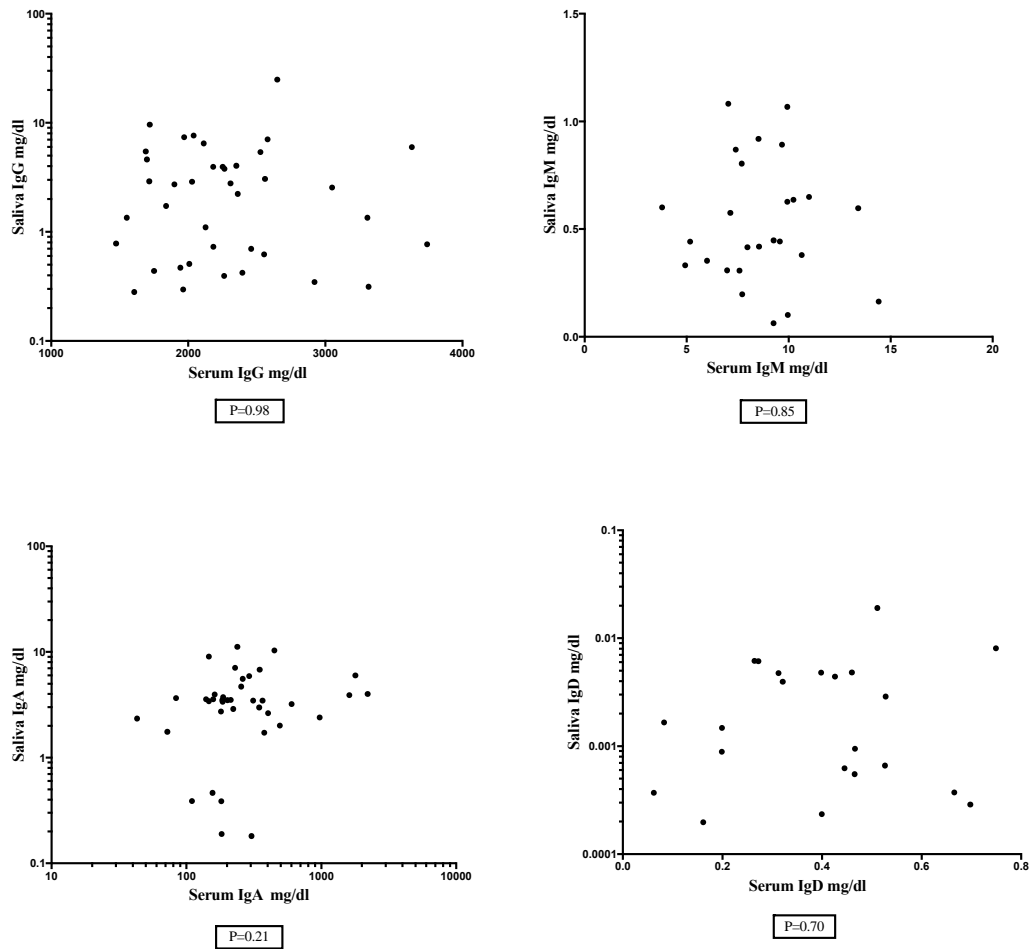 100
10
1
0.1
Saliva IgG mg/dl
1000
2000
3000
4000
Serum IgG mg/dl
P=0.98
1.5
1.0
0.5
0.0
Saliva IgM mg/dl
0
5
10
15
20
Serum IgM mg/dl
P=0.85
100
10
1
0.1
Saliva IgA mg/dl
10
100
1000
10000
Serum IgA mg/dl
P=0.21
0.1
0.01
0.001
0.0001
Saliva IgD mg/dl
0.0
0.2
0.4
0.6
0.8
Serum IgD mg/dl
P=0.70